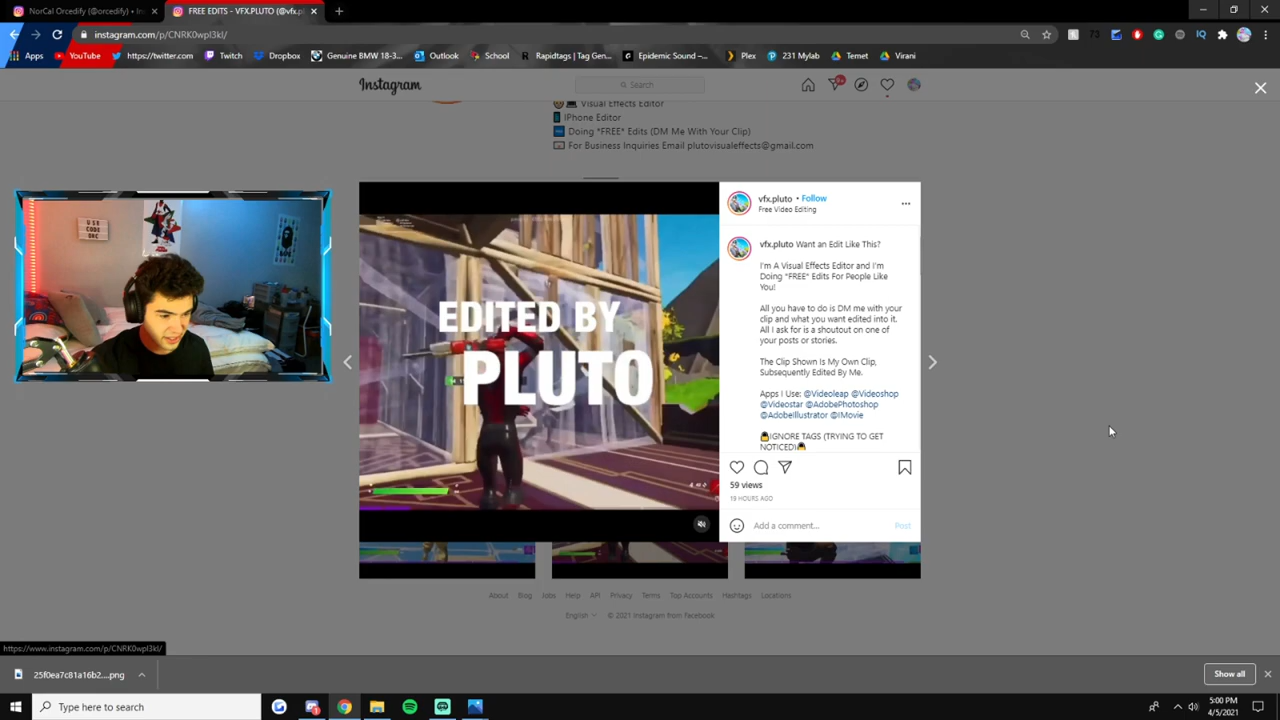 NorCal Orcedify (@orcedify) • Ins
FREE EDITS - VFX.PLUTO (@vfx.pl
instagram.com/p/CNRK0wpl3kl/
Apps
YouTube
https://twitter.com
Twitch
Dropbox
Genuine BMW 18-3...
Outlook
School
Rapidtags | Tag Gen...
Epidemic Sound –...
Plex
231 Mylab
Temet
Virani
Instagram
Search
Visual Effects Editor
IPhone Editor
Doing *FREE* Edits (DM Me With Your Clip)
For Business Inquiries Email plutovisualeffects@gmail.com
USE
CODE
ORC
EDITED BY
PLUTO
vfx.pluto • Follow
Free Video Editing
vfx.pluto Want an Edit Like This?
I'm A Visual Effects Editor and I'm
Doing *FREE* Edits For People Like
You!
All you have to do is DM me with your
clip and what you want edited into it.
All I ask for is a shoutout on one of
your posts or stories.
The Clip Shown Is My Own Clip,
Subsequently Edited By Me.
Apps I Use: @Videoleap @Videoshop
@Videostar @AdobePhotoshop
@AdobeIllustrator @IMovie
IGNORE TAGS (TRYING TO GET
NOTICED)
59 views
19 HOURS AGO
Add a comment...
Post
About
Blog
Jobs
Help
API
Privacy
Terms
Top Accounts
Hashtags
Locations
English
© 2021 Instagram from Facebook
https://www.instagram.com/p/CNRK0wpl3kl/
25f0ea7c81a16b2....png
Show all
Type here to search
5:00 PM
4/5/2021